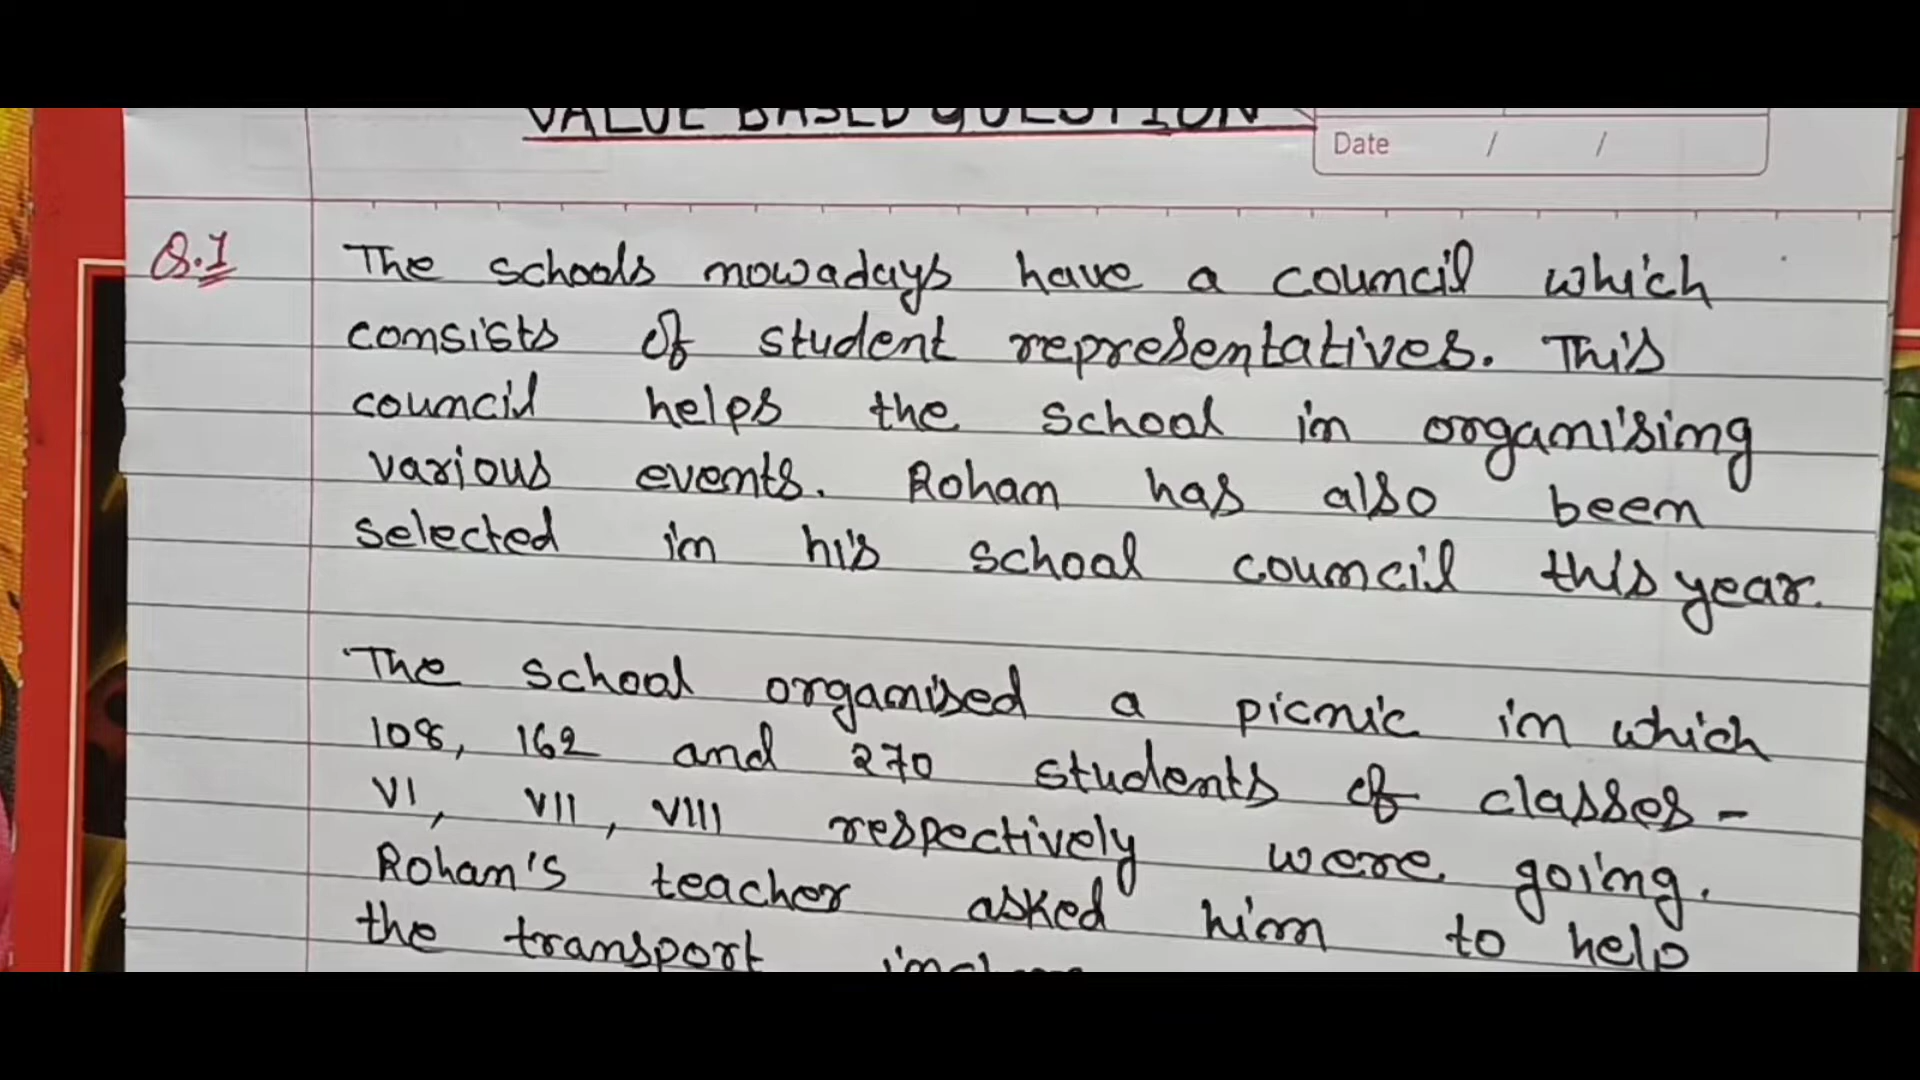 VALUE BASED QUESTION
Date / /
Q.1 The schools nowadays have a council which
consists of student representatives. This
council helps the school in organising
various events. Rohan has also been
selected in his school council this year.
The school organised a picnic in which
108, 162 and 270 students of classes -
VI, VII, VIII respectively were going.
Rohan's teacher asked him to help
the transport